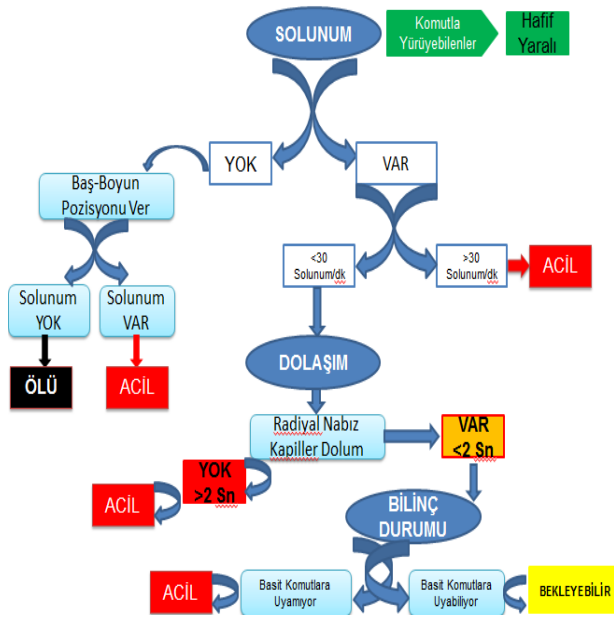 SOLUNUM
Komutla
Yürüyebilenler
Hafif
Yaralı
YOK
VAR
Baş-Boyun
Pozisyonu Ver
<30
Solunum/dk
>30
Solunum/dk
ACİL
Solunum
YOK
Solunum
VAR
ÖLÜ
ACİL
DOLAŞIM
Radiyal Nabız
Kapiller Dolum
VAR
<2 Sn
YOK
>2 Sn
ACİL
BİLİNÇ
DURUMU
ACİL
Basit Komutlara
Uyamıyor
Basit Komutlara
Uyabiliyor
BEKLEYEBİLİR